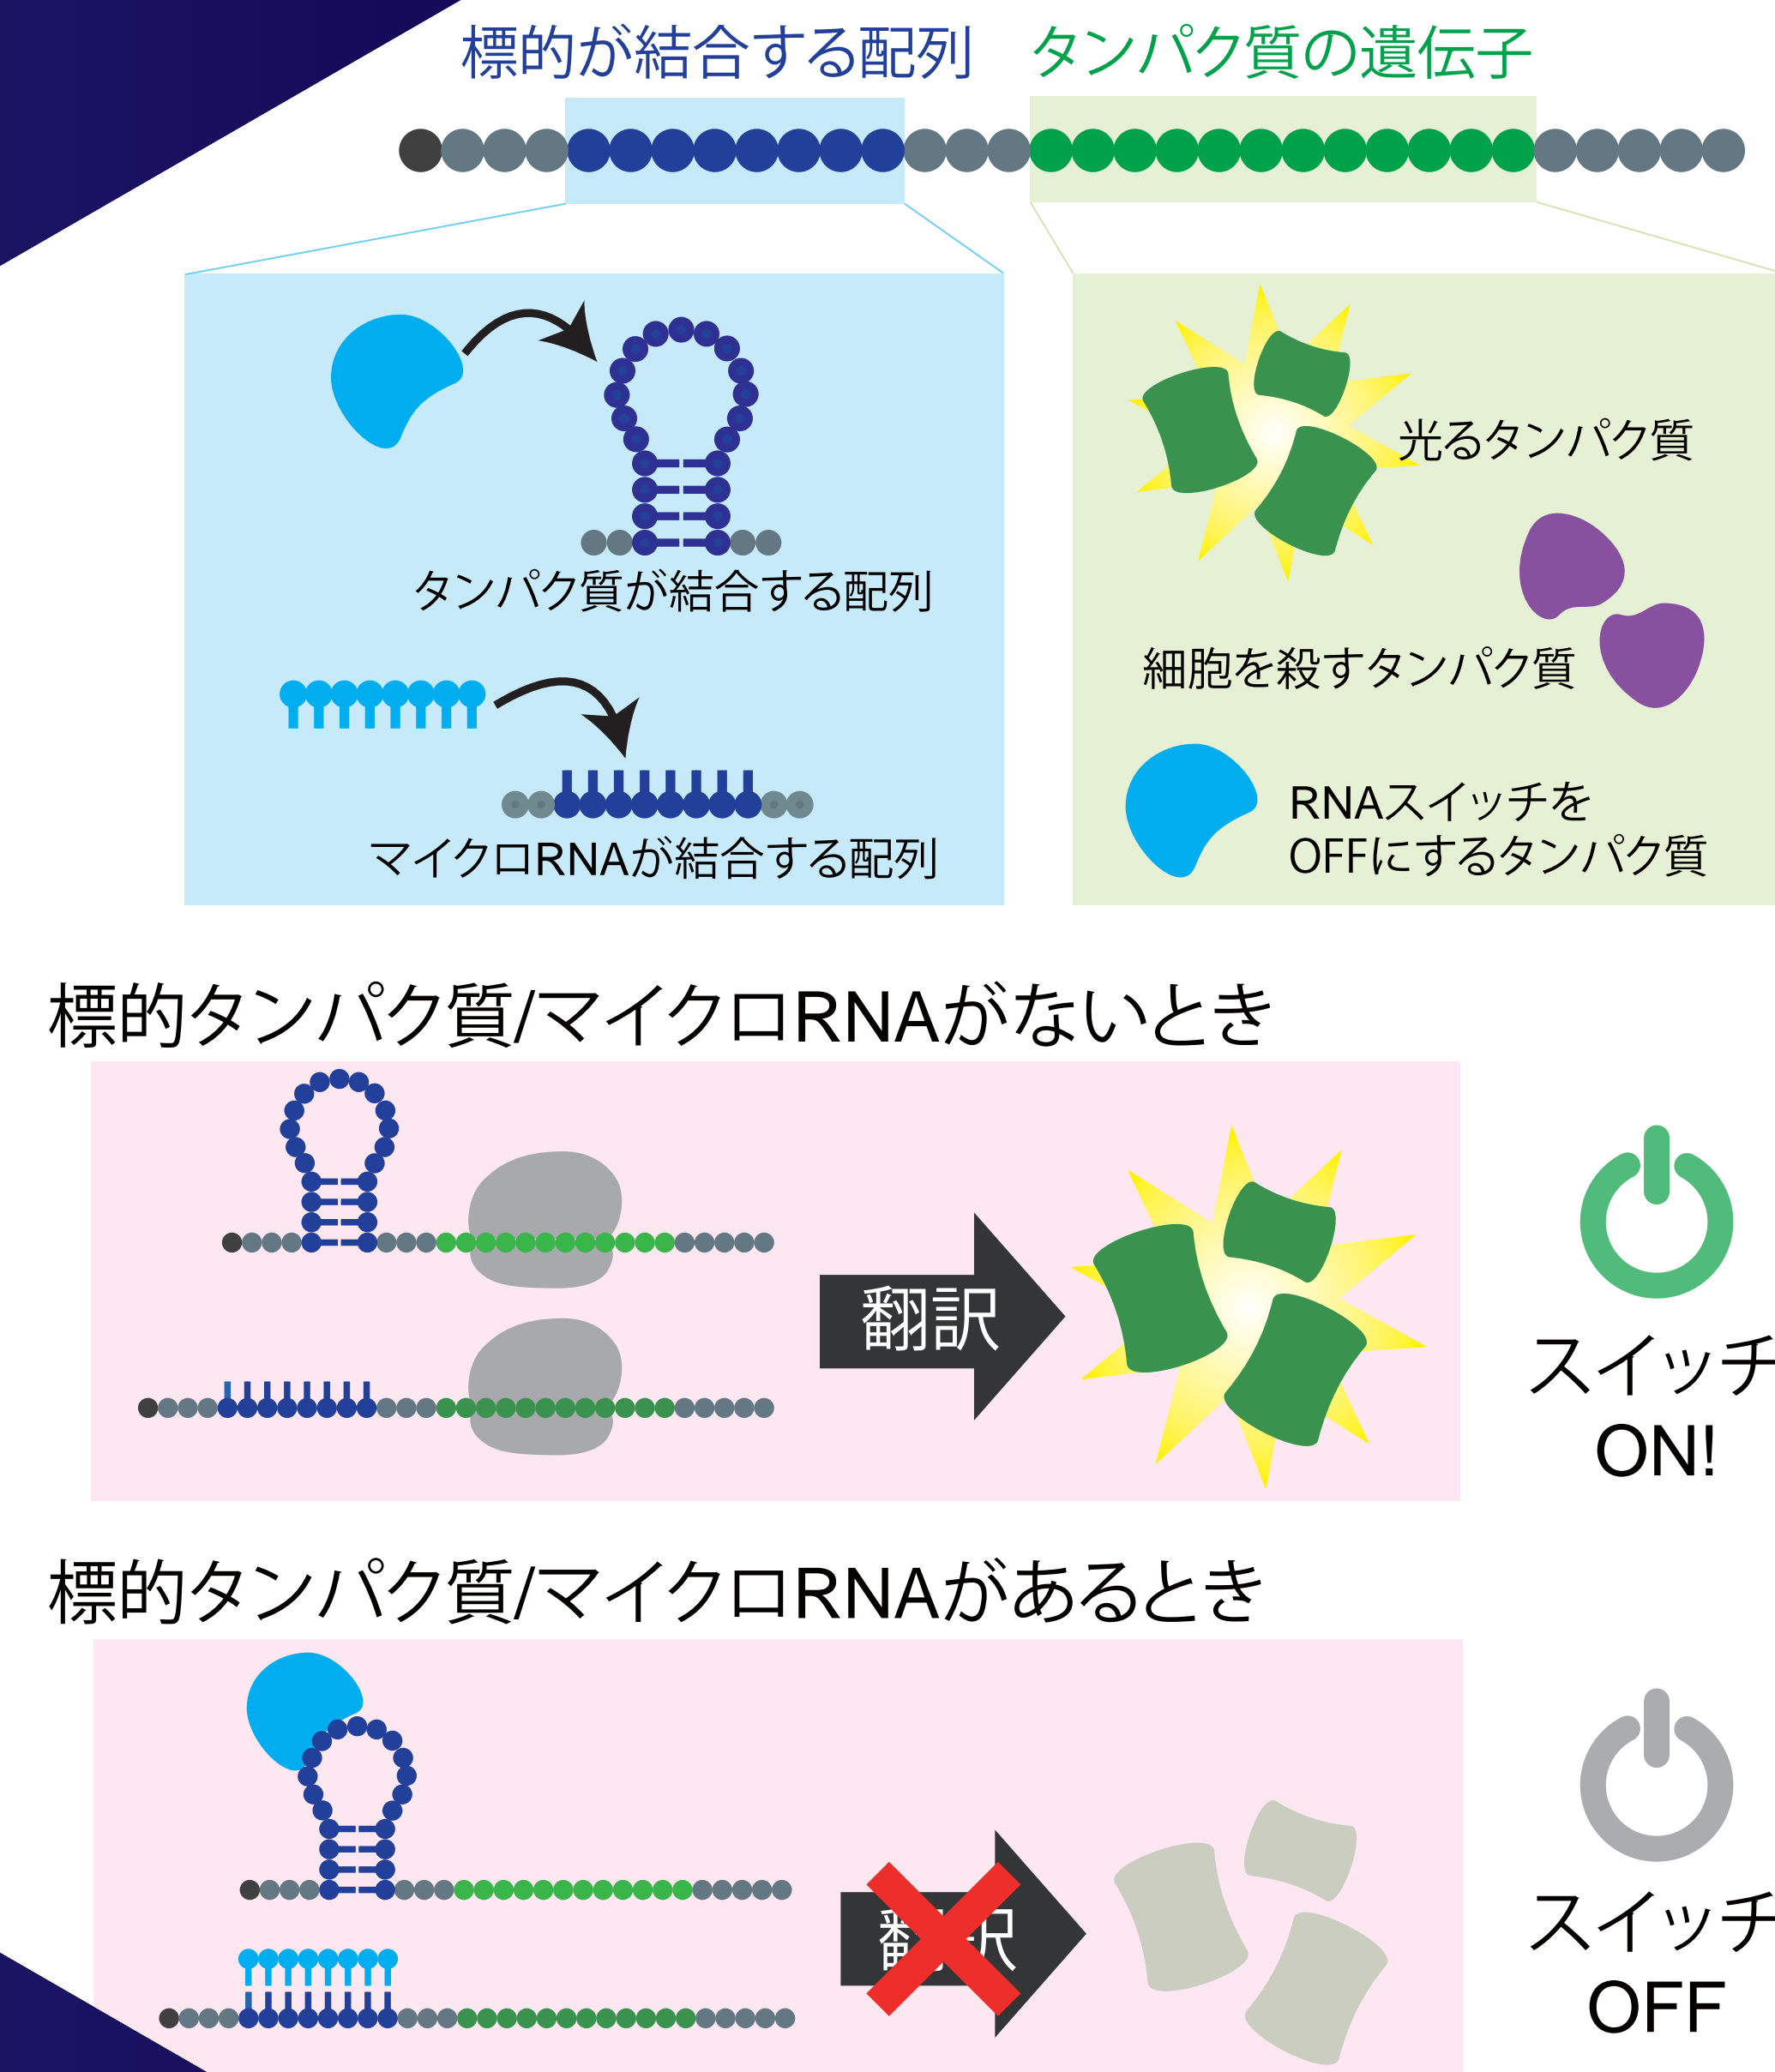 標的が結合する配列
タンパク質の遺伝子
タンパク質が結合する配列
マイクロRNAが結合する配列
光るタンパク質
細胞を殺すタンパク質
RNAスイッチを
OFFにするタンパク質
標的タンパク質/マイクロRNAがないとき
翻訳
スイッチ
ON!
標的タンパク質/マイクロRNAがあるとき
翻訳
スイッチ
OFF